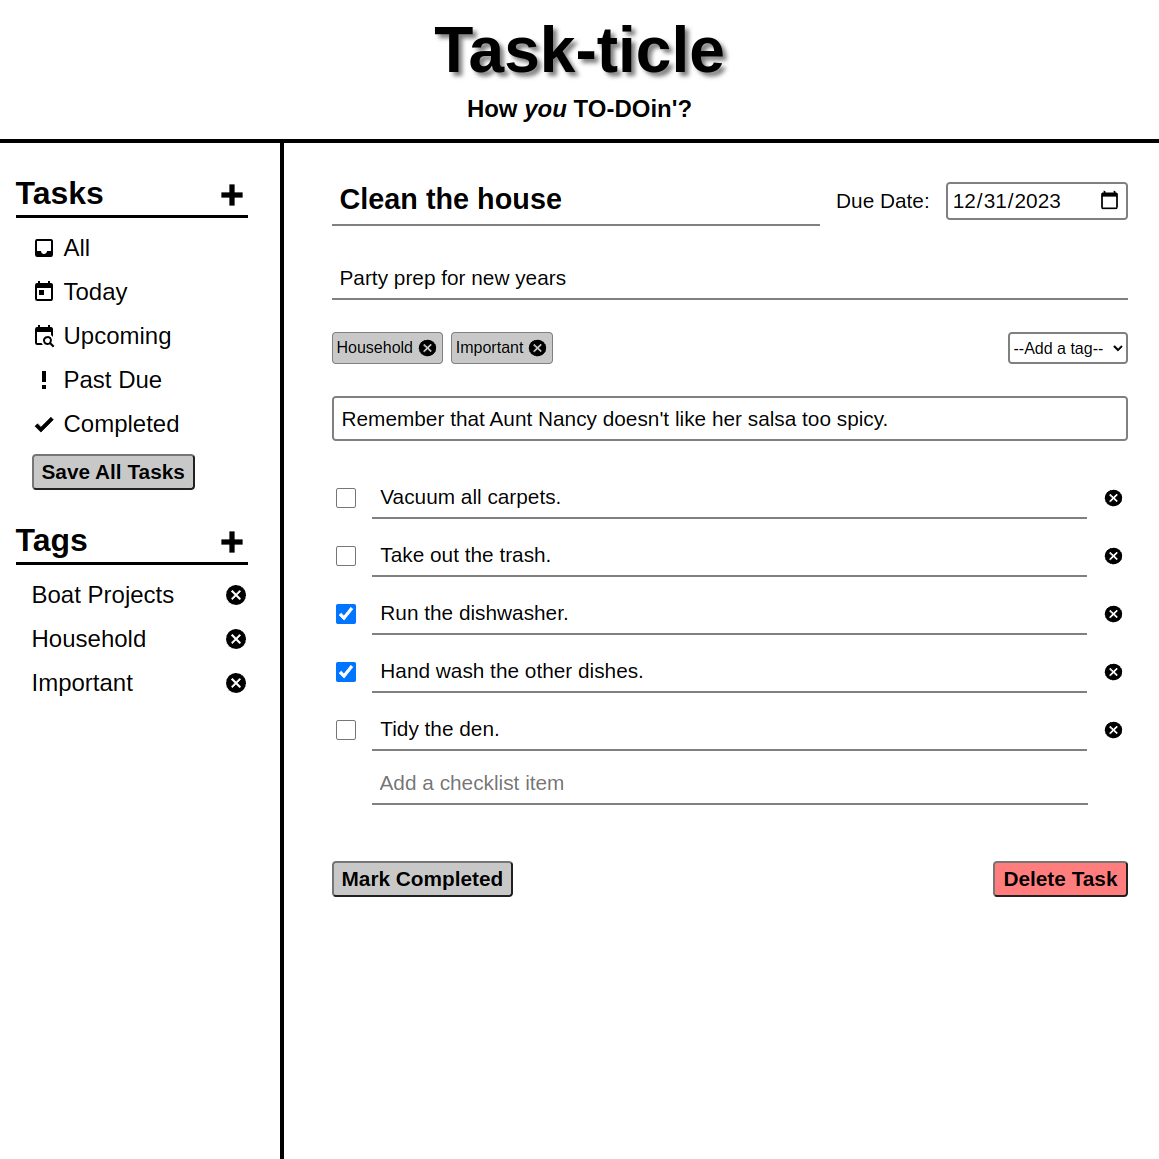 Task-ticle
How you TO-DOin'?
Tasks
All
Today
Upcoming
Past Due
Completed
Save All Tasks
Tags
Boat Projects
Household
Important
Clean the house
Due Date: 12/31/2023
Party prep for new years
Household Important --Add a tag--
Remember that Aunt Nancy doesn't like her salsa too spicy.
Vacuum all carpets.
Take out the trash.
Run the dishwasher.
Hand wash the other dishes.
Tidy the den.
Add a checklist item
Mark Completed Delete Task